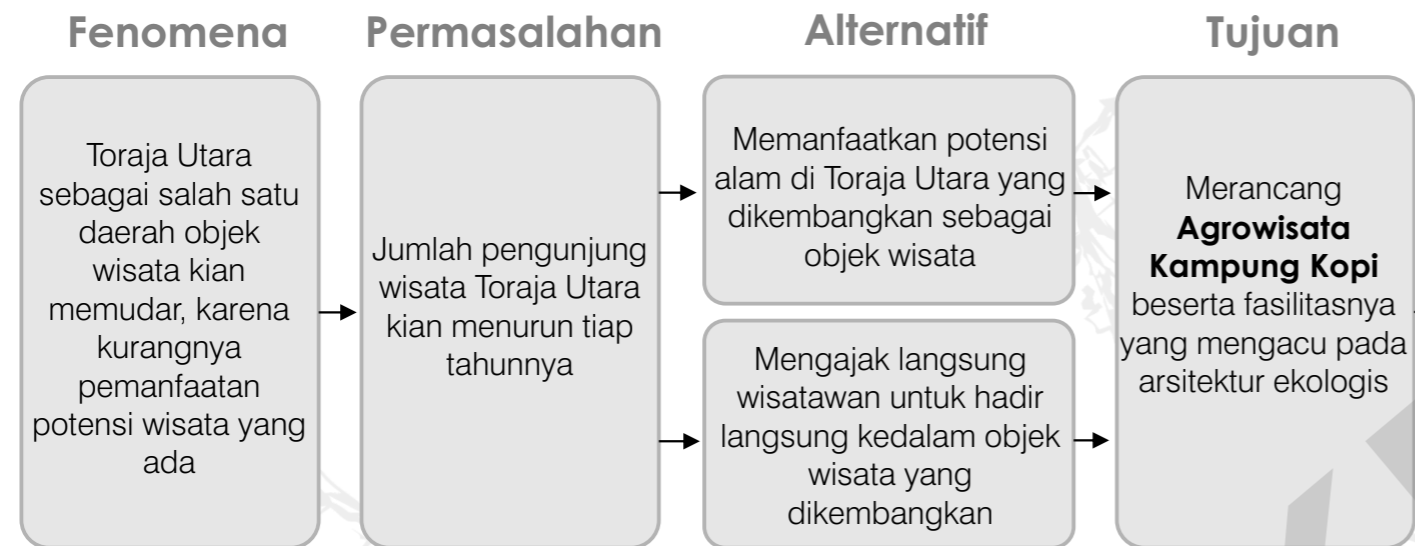 Fenomena
Permasalahan
Alternatif
Tujuan
Toraja Utara
sebagai salah satu
daerah objek
wisata kian
memudar, karena
kurangnya
pemanfaatan
potensi wisata yang
ada
Jumlah pengunjung
wisata Toraja Utara
kian menurun tiap
tahunnya
Memanfaatkan potensi
alam di Toraja Utara yang
dikembangkan sebagai
objek wisata
Mengajak langsung
wisatawan untuk hadir
langsung kedalam objek
wisata yang
dikembangkan
Merancang
Agrowisata
Kampung Kopi
beserta fasilitasnya
yang mengacu pada
arsitektur ekologis